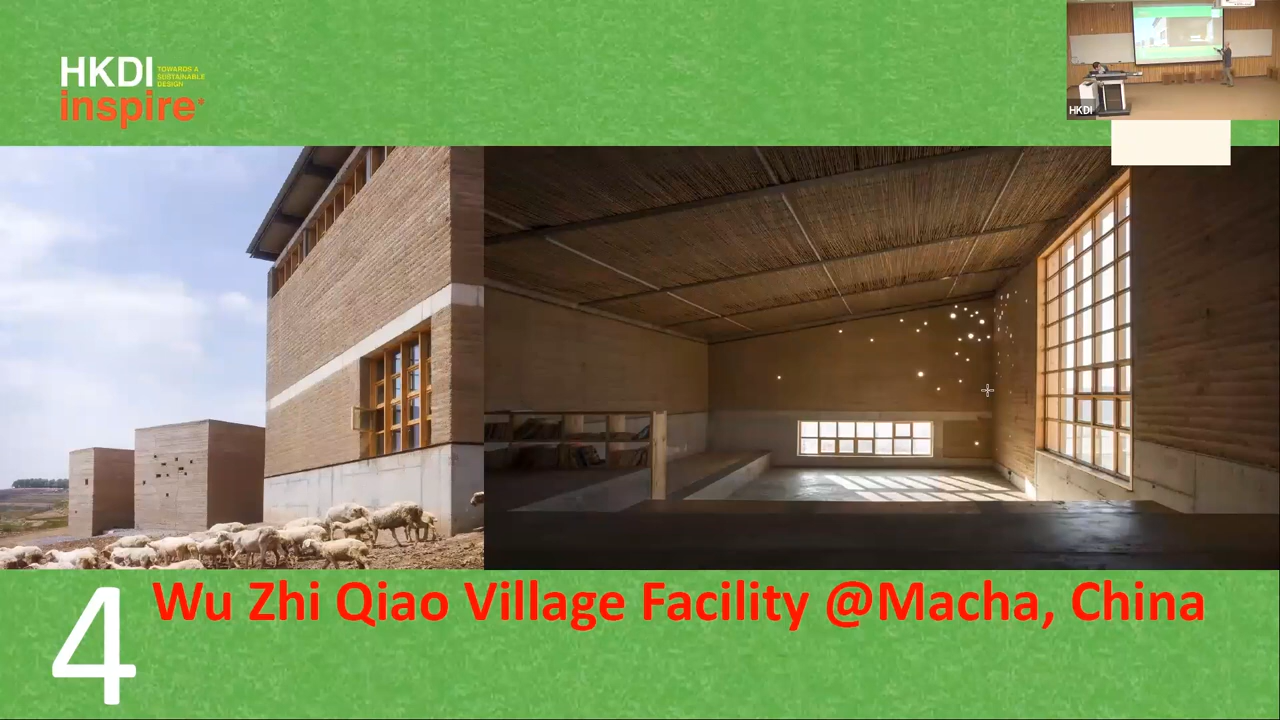 HKDI
TOWARDS A
SUSTAINABLE
DESIGN
inspire*
HKDI
4
Wu Zhi Qiao Village Facility @Macha, China